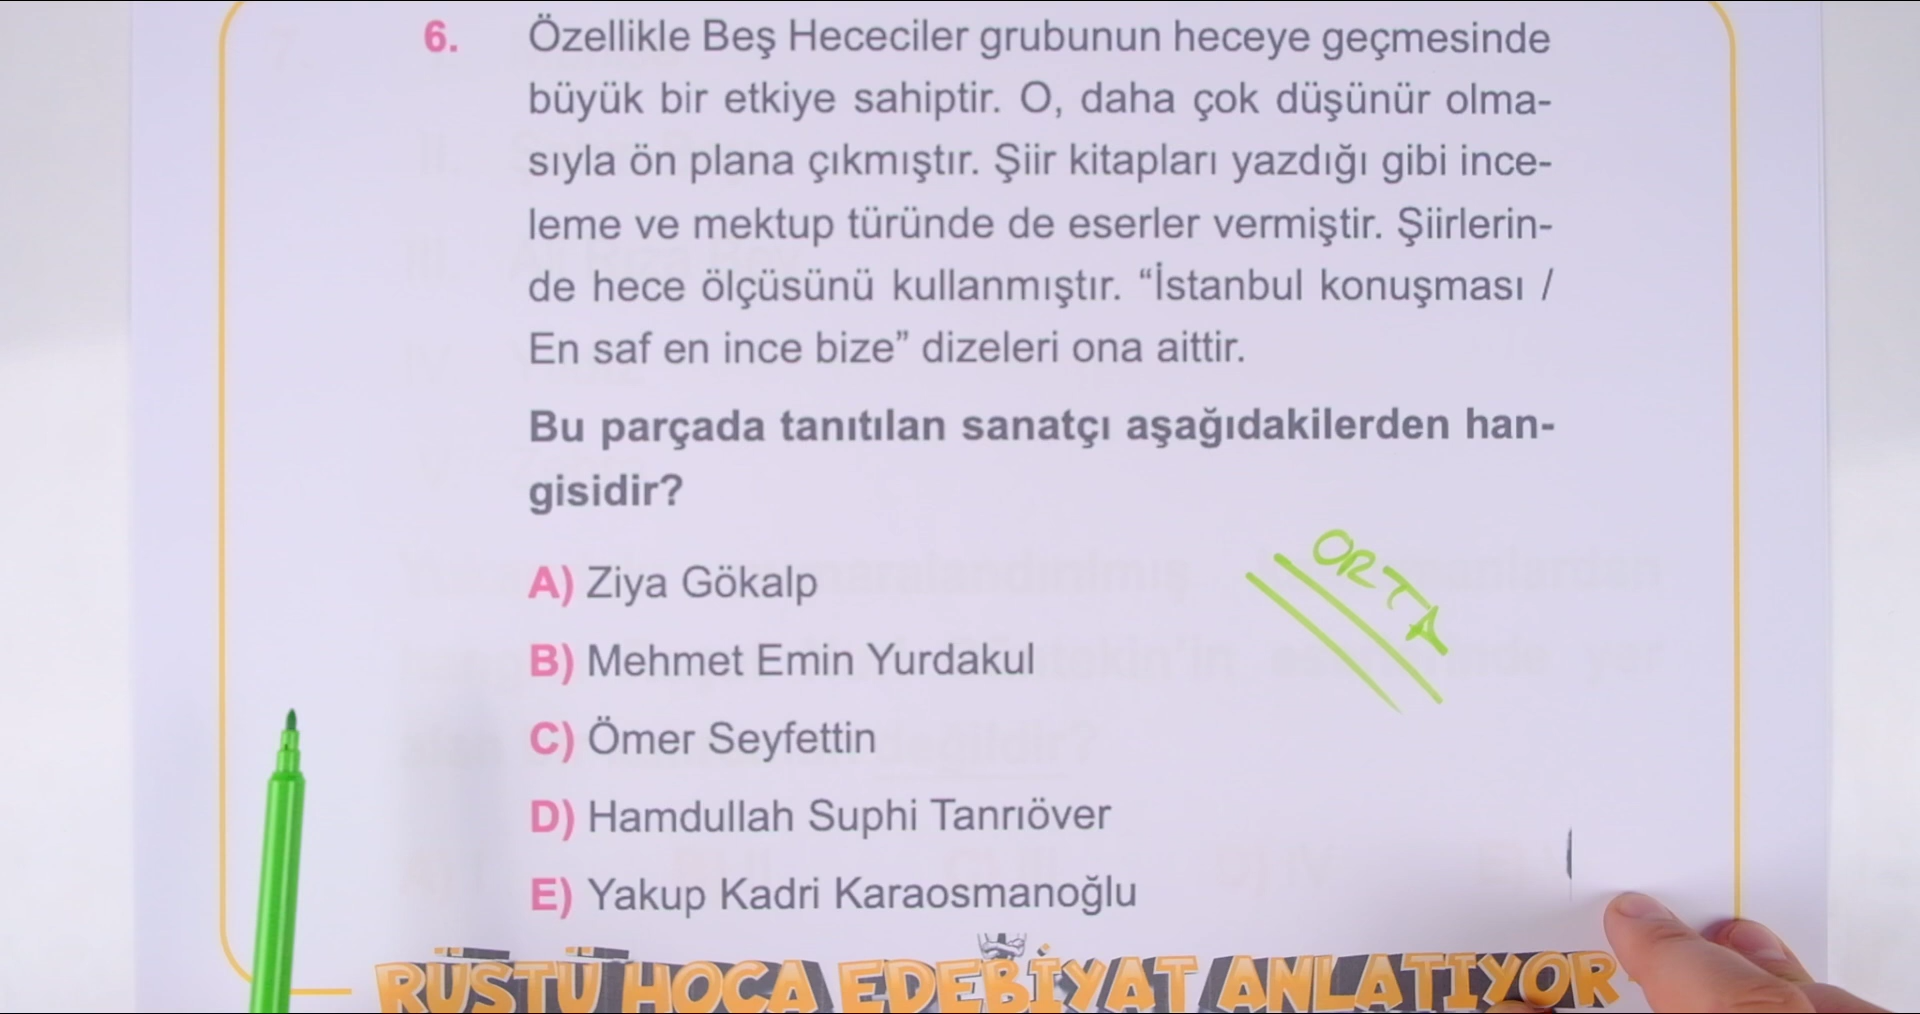 6. Özellikle Beş Hececiler grubunun heceye geçmesinde
büyük bir etkiye sahiptir. O, daha çok düşünür olma-
sıyla ön plana çıkmıştır. Şiir kitapları yazdığı gibi ince-
leme ve mektup türünde de eserler vermiştir. Şiirlerin-
de hece ölçüsünü kullanmıştır. “İstanbul konuşması /
En saf en ince bize” dizeleri ona aittir.
Bu parçada tanıtılan sanatçı aşağıdakilerden han-
gisidir?
ORTA
A) Ziya Gökalp
B) Mehmet Emin Yurdakul
C) Ömer Seyfettin
D) Hamdullah Suphi Tanrıöver
E) Yakup Kadri Karaosmanoğlu
RÜŞTÜ HOCA EDEBİYAT ANLATIYOR